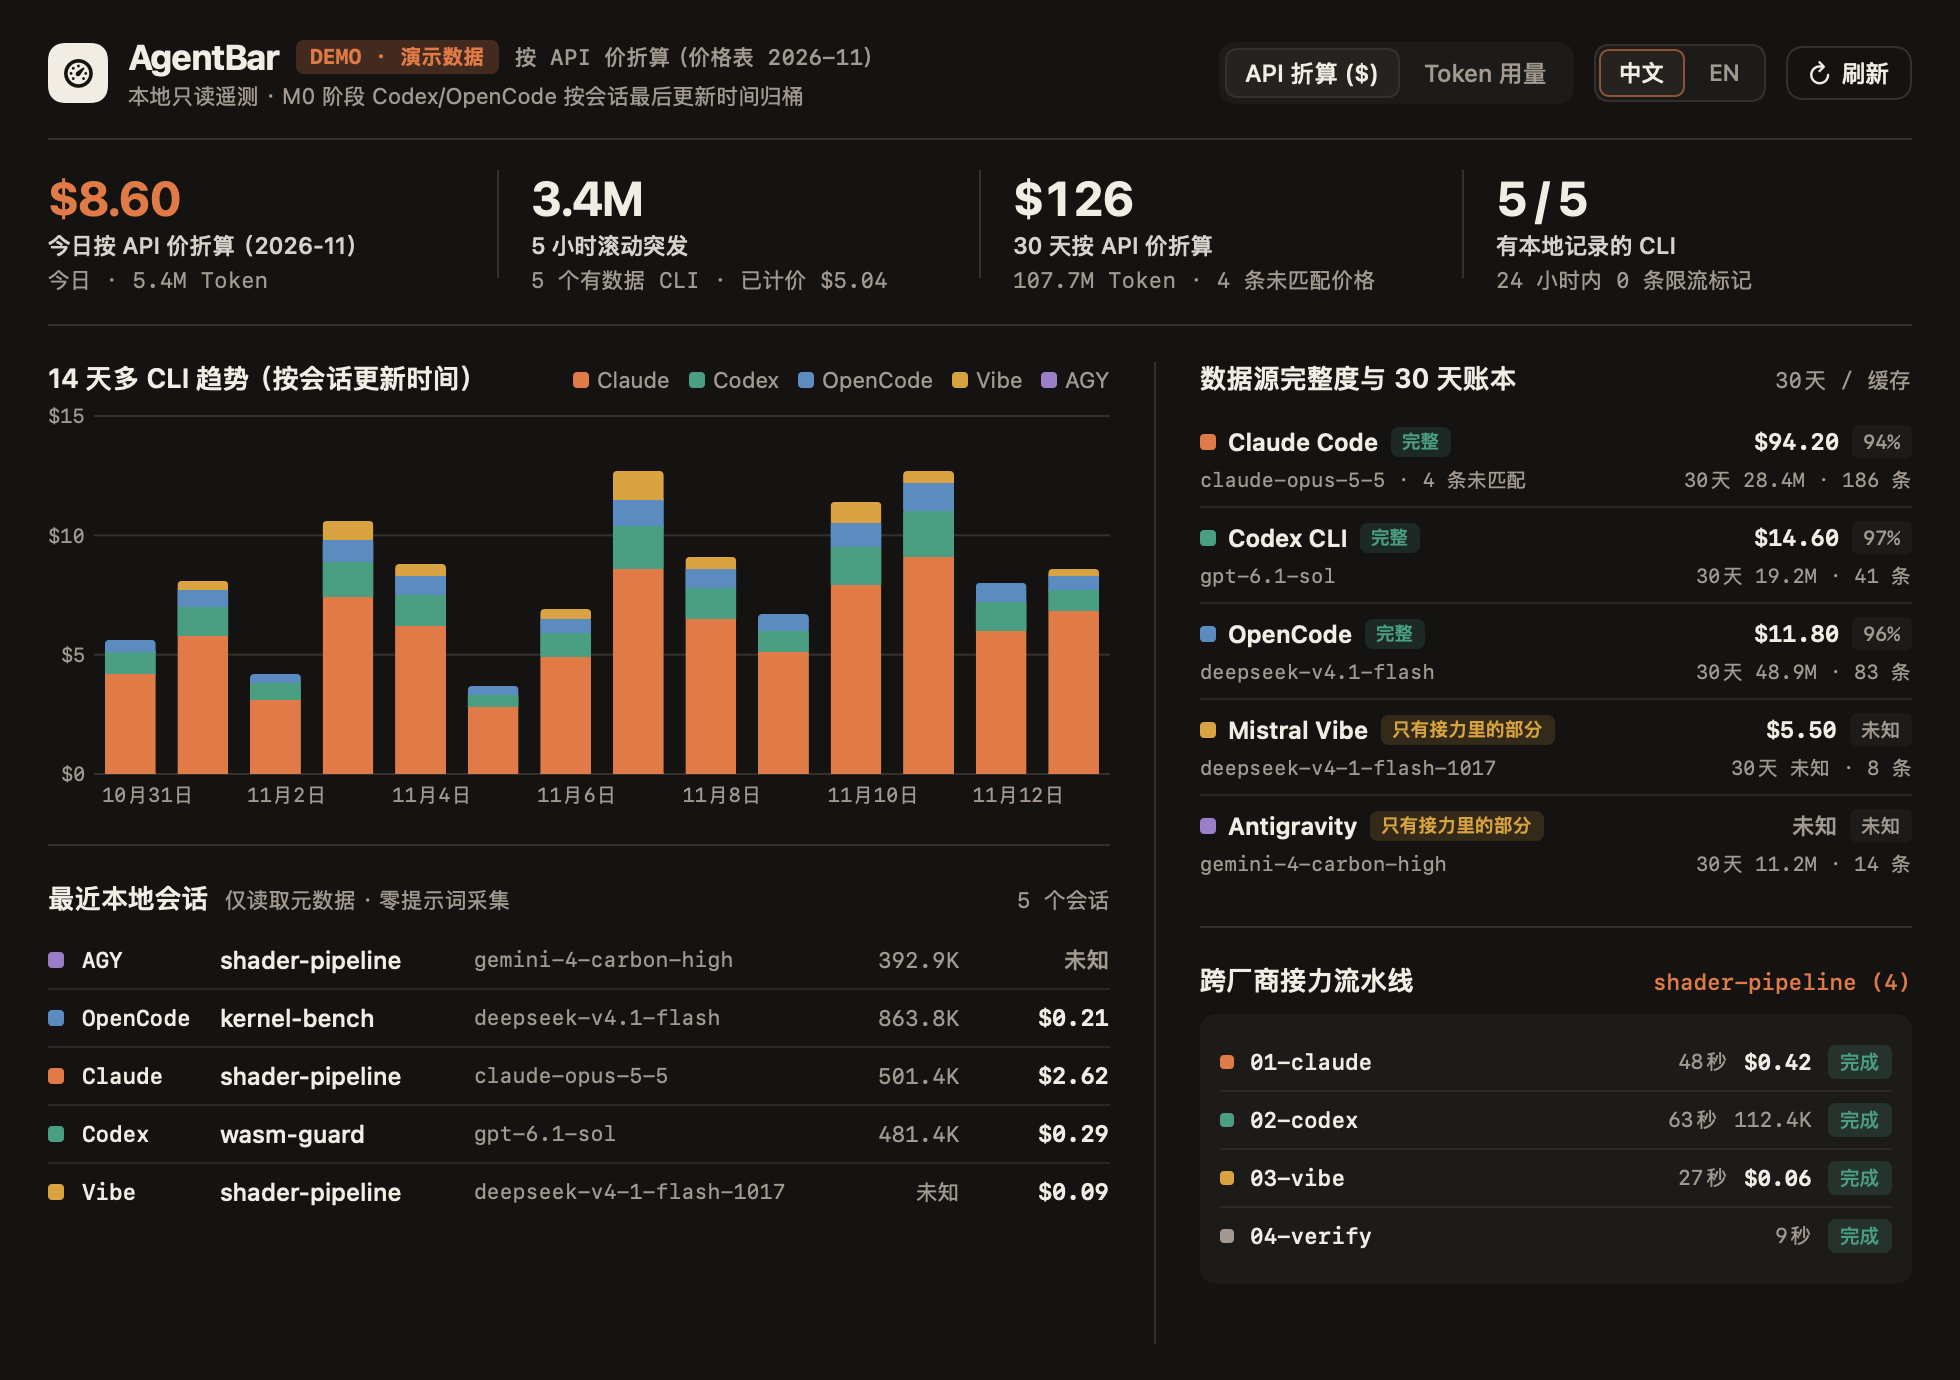 AgentBar DEMO · 演示数据 按 API 价折算 (价格表 2026-11)
本地只读遥测 · M0 阶段 Codex/OpenCode 按会话最后更新时间归桶
API 折算 ($) Token 用量 中文 EN 刷新
$8.60
今日按 API 价折算 (2026-11)
今日 · 5.4M Token
3.4M
5 小时滚动突发
5 个有数据 CLI · 已计价 $5.04
$126
30 天按 API 价折算
107.7M Token · 4 条未匹配价格
5/5
有本地记录的 CLI
24 小时内 0 条限流标记
14 天多 CLI 趋势 (按会话更新时间)
Claude Codex OpenCode Vibe AGY
$15
$10
$5
$0
10月31日 11月2日 11月4日 11月6日 11月8日 11月10日 11月12日
最近本地会话 仅读取元数据 · 零提示词采集 5 个会话
AGY shader-pipeline gemini-4-carbon-high 392.9K 未知
OpenCode kernel-bench deepseek-v4.1-flash 863.8K $0.21
Claude shader-pipeline claude-opus-5-5 501.4K $2.62
Codex wasm-guard gpt-6.1-sol 481.4K $0.29
Vibe shader-pipeline deepseek-v4-1-flash-1017 未知 $0.09
数据源完整度与 30 天账本 30天 / 缓存
Claude Code 完整 $94.20 94%
claude-opus-5-5 · 4 条未匹配 30天 28.4M · 186 条
Codex CLI 完整 $14.60 97%
gpt-6.1-sol 30天 19.2M · 41 条
OpenCode 完整 $11.80 96%
deepseek-v4.1-flash 30天 48.9M · 83 条
Mistral Vibe 只有接力里的部分 $5.50 未知
deepseek-v4-1-flash-1017 30天 未知 · 8 条
Antigravity 只有接力里的部分 未知 未知
gemini-4-carbon-high 30天 11.2M · 14 条
跨厂商接力流水线 shader-pipeline (4)
01-claude 48秒 $0.42 完成
02-codex 63秒 112.4K 完成
03-vibe 27秒 $0.06 完成
04-verify 9秒 完成